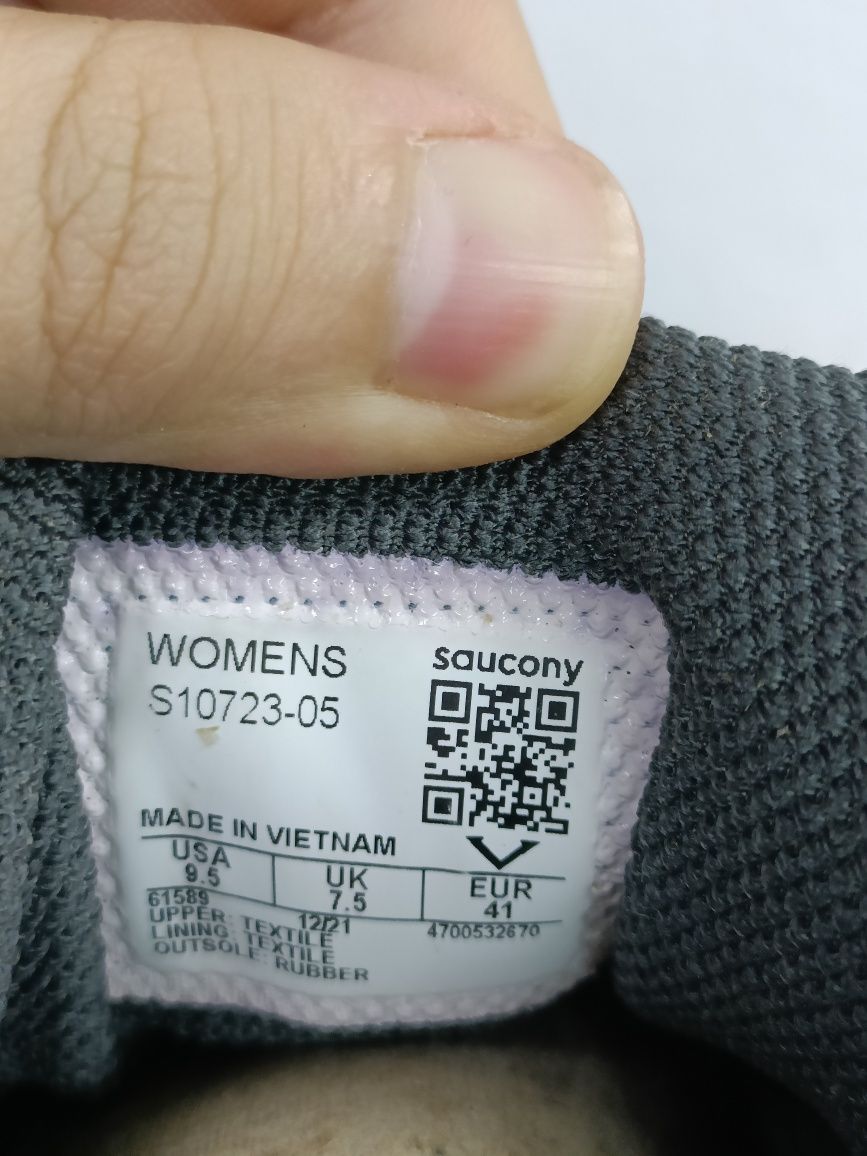 WOMENS
S10723-05
saucony
MADE IN VIETNAM
USA UK EUR
9.5 7.5 41
61589 12/21 4700532670
UPPER: TEXTILE
LINING: TEXTILE
OUTSOLE: RUBBER